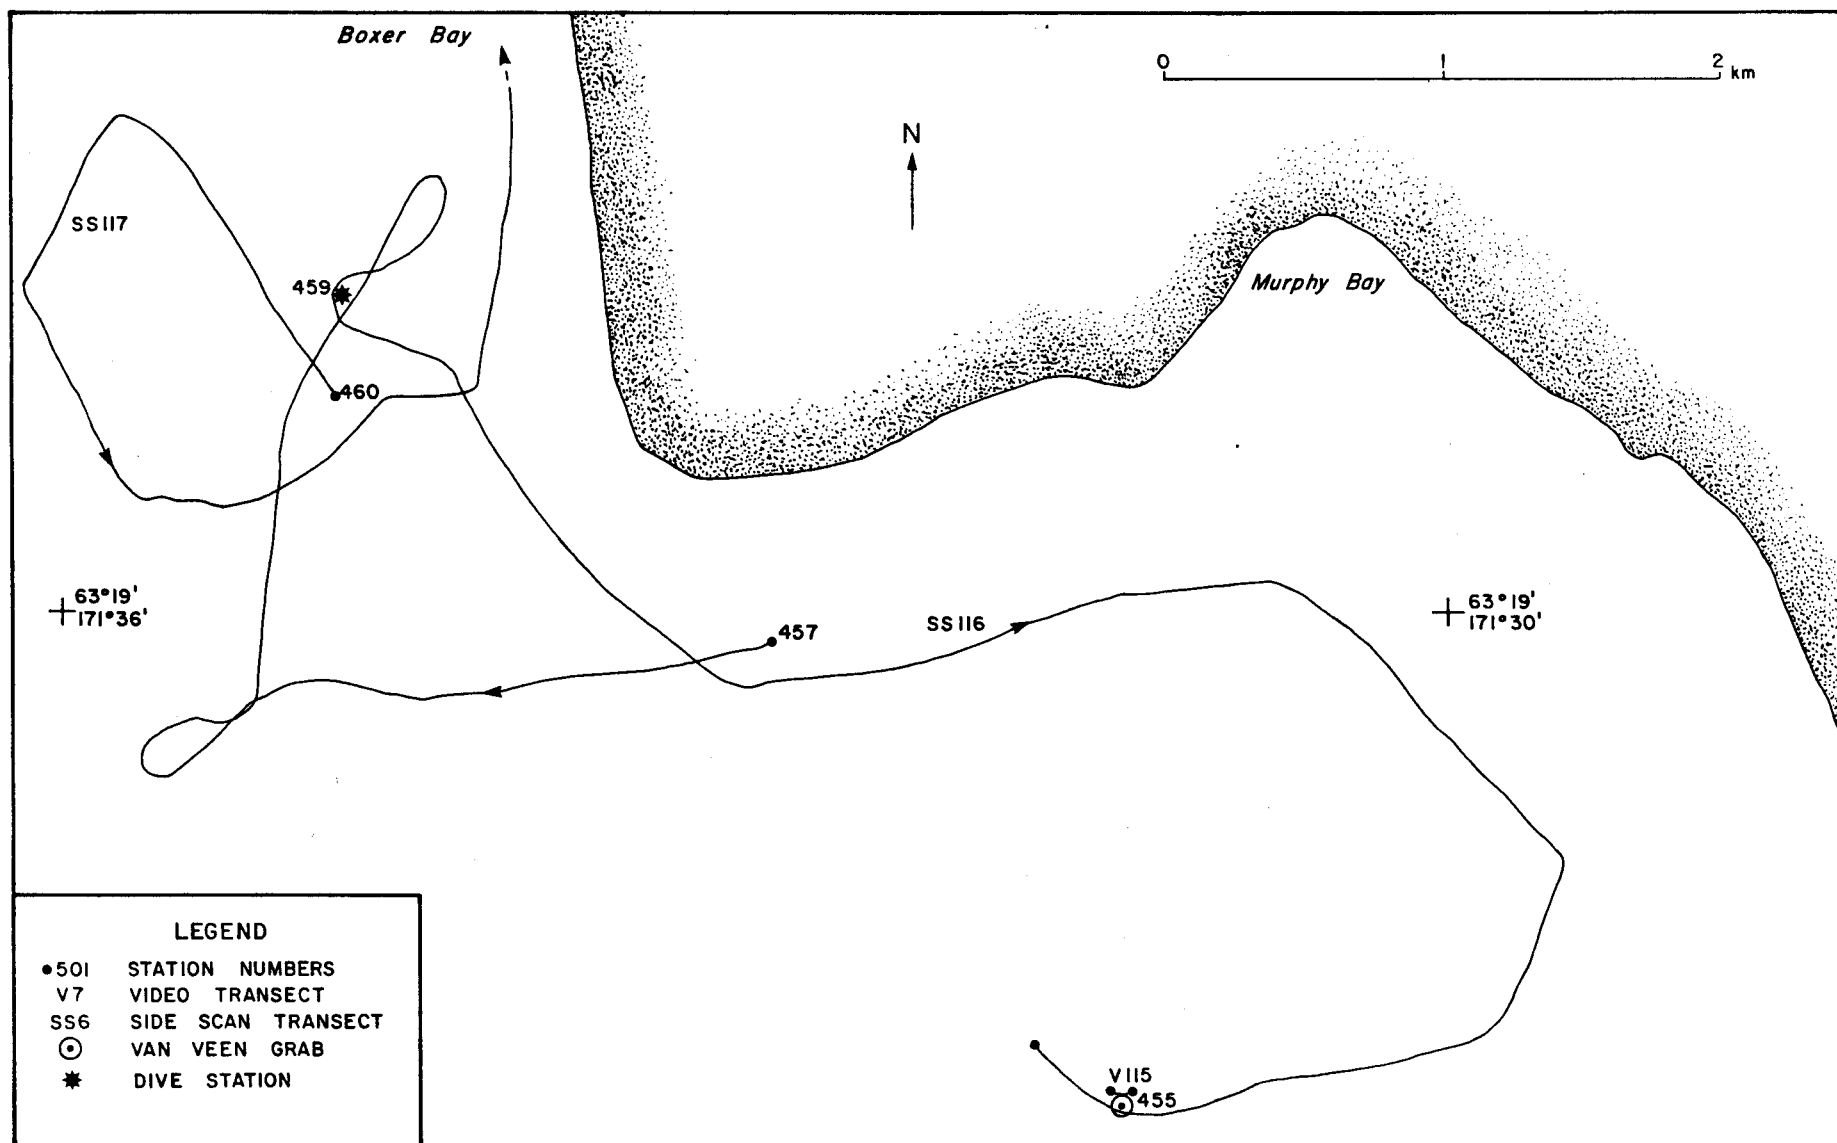 Boxer Bay
0 1 2 km
N
SS117
Murphy Bay
459
460
63°19'
171°36'
457
SS116
63°19'
171°30'
V115
455
LEGEND
501 STATION NUMBERS
V7 VIDEO TRANSECT
SS6 SIDE SCAN TRANSECT
VAN VEEN GRAB
DIVE STATION